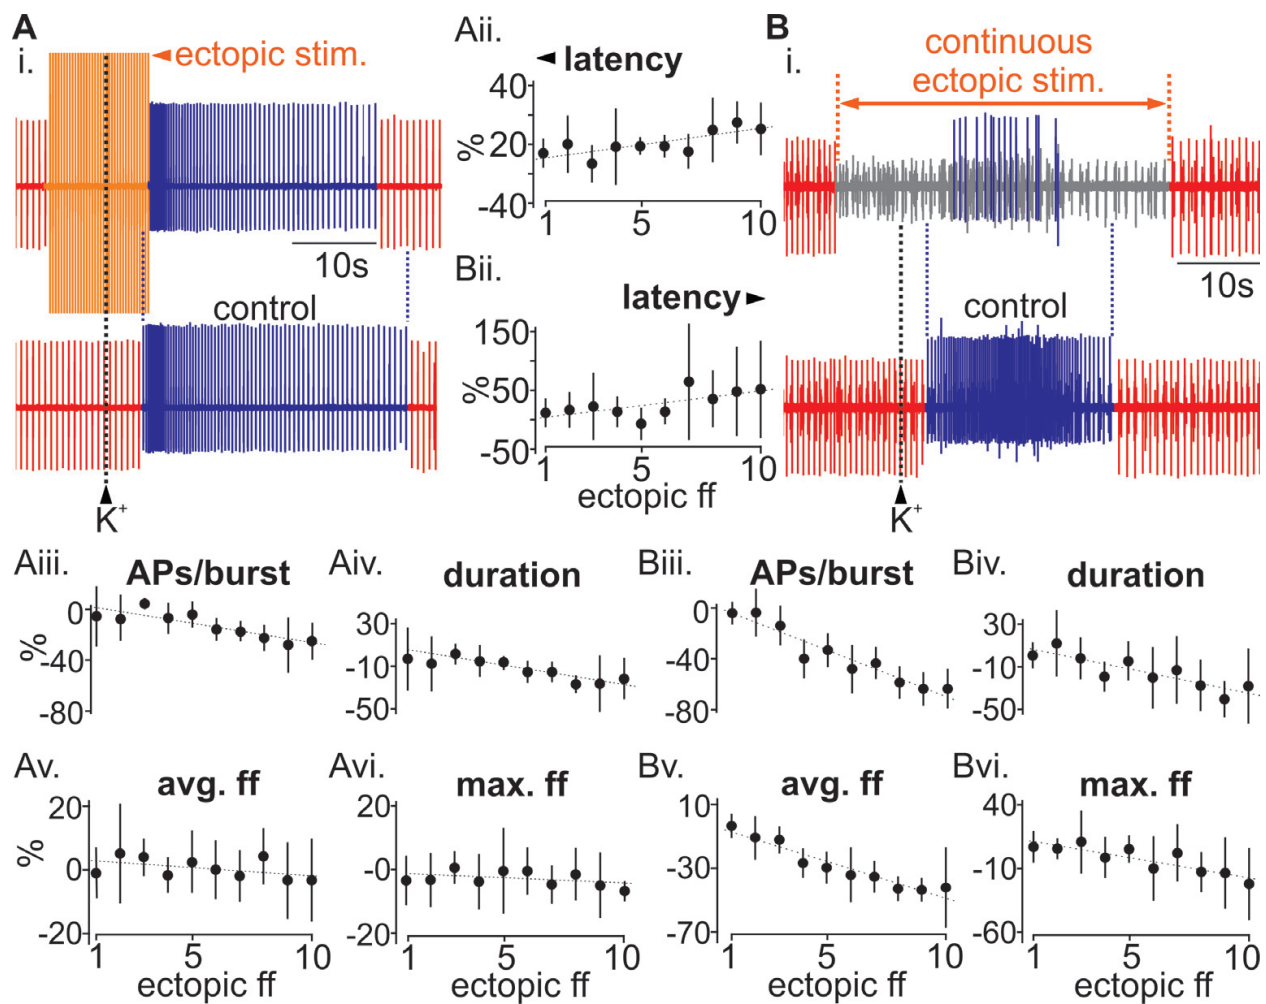 A
i.
◄ectopic stim.
10s
control
K⁺
Aii.
◄ latency
%
40
20
-40
1
5
10
Bii.
latency►
%
150
50
-50
1
5
10
ectopic ff
B
i.
continuous
ectopic stim.
10s
control
K⁺
Aiii.
APs/burst
%
0
-40
-80
Aiv.
duration
30
-10
-50
Biii.
APs/burst
0
-40
-80
Biv.
duration
30
-10
-50
Av.
avg. ff
%
20
0
-20
1
5
10
ectopic ff
Avi.
max. ff
20
-0
-20
1
5
10
ectopic ff
Bv.
avg. ff
10
-30
-70
1
5
10
ectopic ff
Bvi.
max. ff
40
-10
-60
1
5
10
ectopic ff